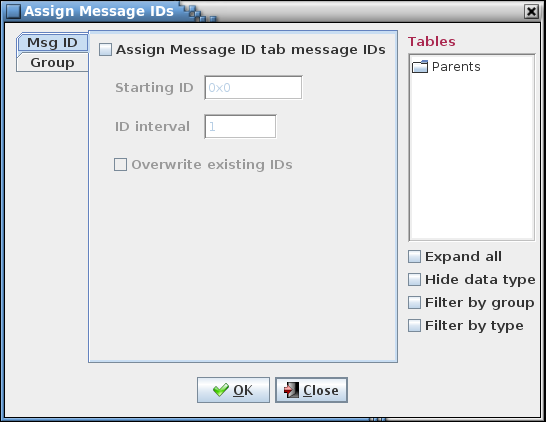 Assign Message IDs
Msg ID
Group
Assign Message ID tab message IDs
Starting ID 0x0
ID interval 1
Overwrite existing IDs
Tables
Parents
Expand all
Hide data type
Filter by group
Filter by type
OK
Close